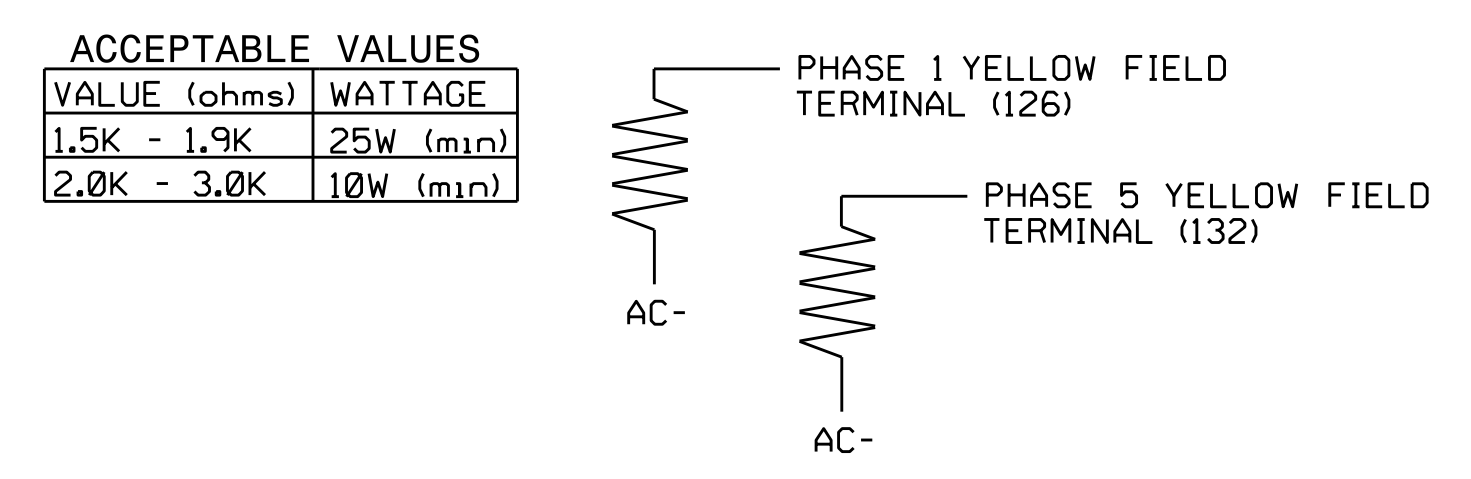 ACCEPTABLE VALUES
VALUE (ohms) WATTAGE
1.5K - 1.9K 25W (min)
2.0K - 3.0K 10W (min)
PHASE 1 YELLOW FIELD
TERMINAL (126)
AC-
PHASE 5 YELLOW FIELD
TERMINAL (132)
AC-